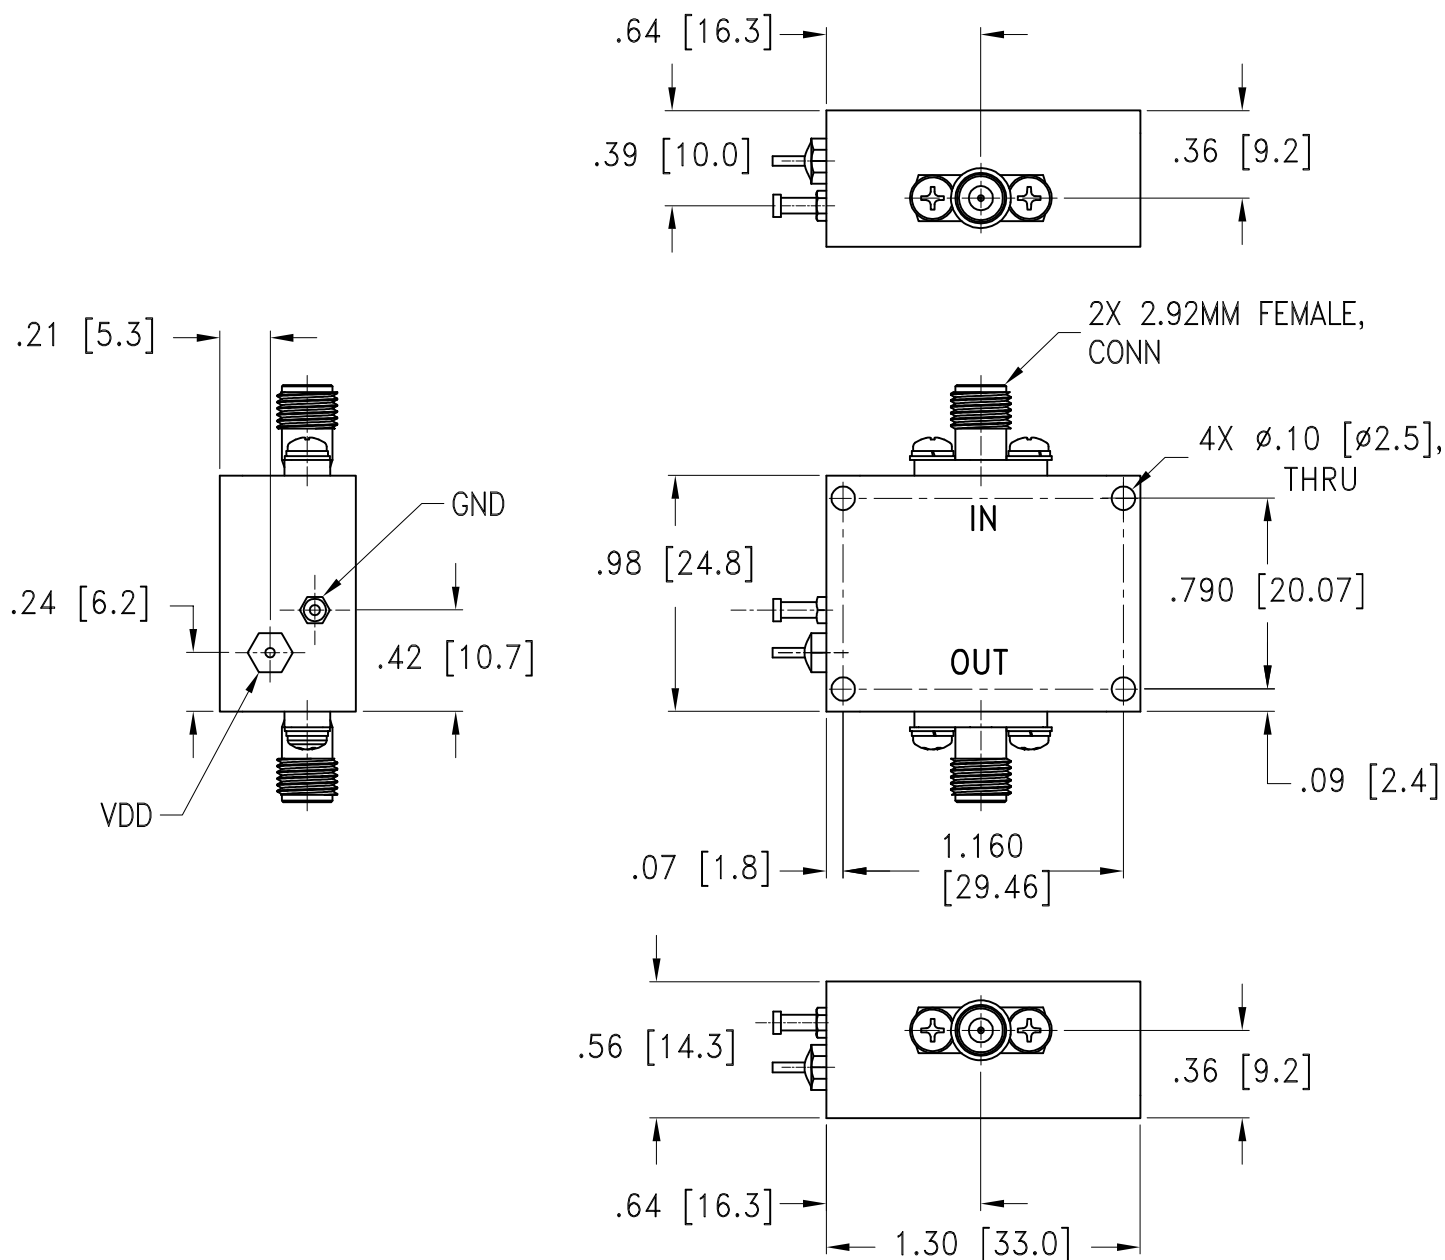 .64 [16.3]
.39 [10.0]
.36 [9.2]
2X 2.92MM FEMALE,
CONN
.21 [5.3]
4X ø.10 [ø2.5],
THRU
GND
IN
.98 [24.8]
.24 [6.2]
.790 [20.07]
.42 [10.7]
OUT
VDD
.09 [2.4]
1.160
[29.46]
.07 [1.8]
.56 [14.3]
.36 [9.2]
.64 [16.3]
1.30 [33.0]